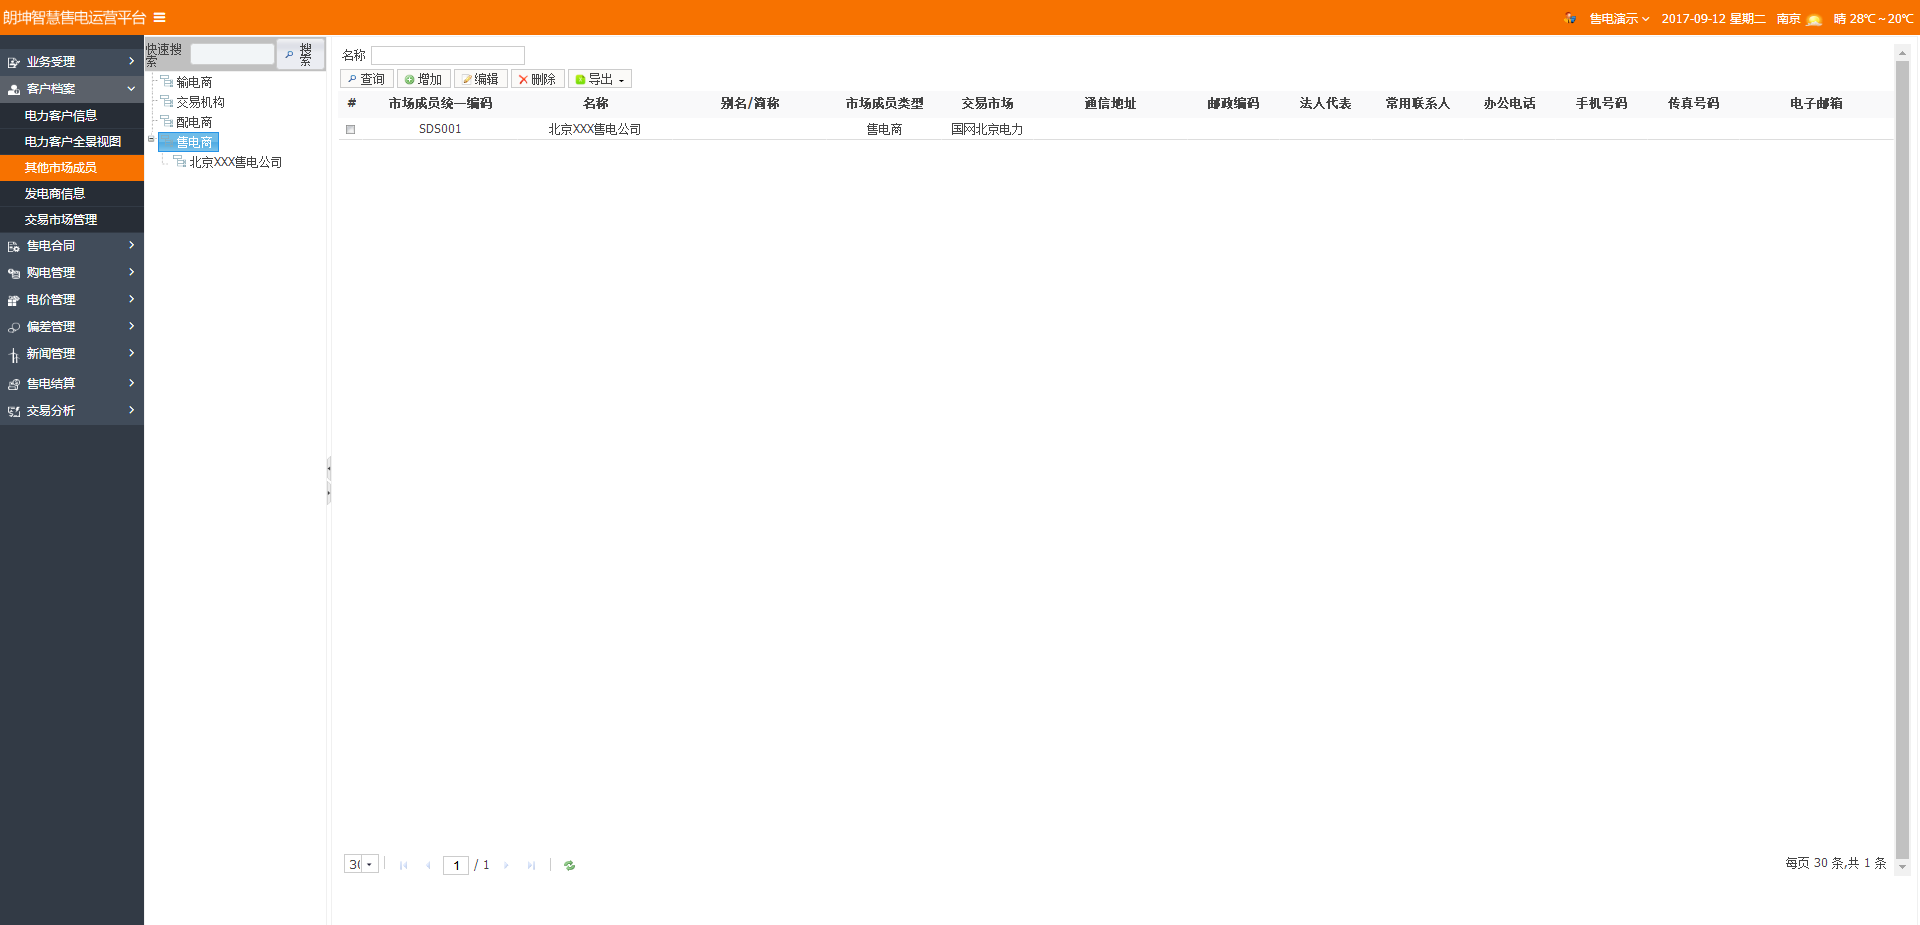 朗坤智慧售电运营平台
售电演示 2017-09-12 星期二 南京 晴 28℃~20℃
业务受理
客户档案
电力客户信息
电力客户全景视图
其他市场成员
发电商信息
交易市场管理
售电合同
购电管理
电价管理
偏差管理
新闻管理
售电结算
交易分析
快速搜索
搜索
输电商
交易机构
配电商
售电商
北京XXX售电公司
名称
查询 增加 编辑 删除 导出
# 市场成员统一编码 名称 别名/简称 市场成员类型 交易市场 通信地址 邮政编码 法人代表 常用联系人 办公电话 手机号码 传真号码 电子邮箱
SDS001 北京XXX售电公司 售电商 国网北京电力
30 1 / 1
每页 30 条,共 1 条